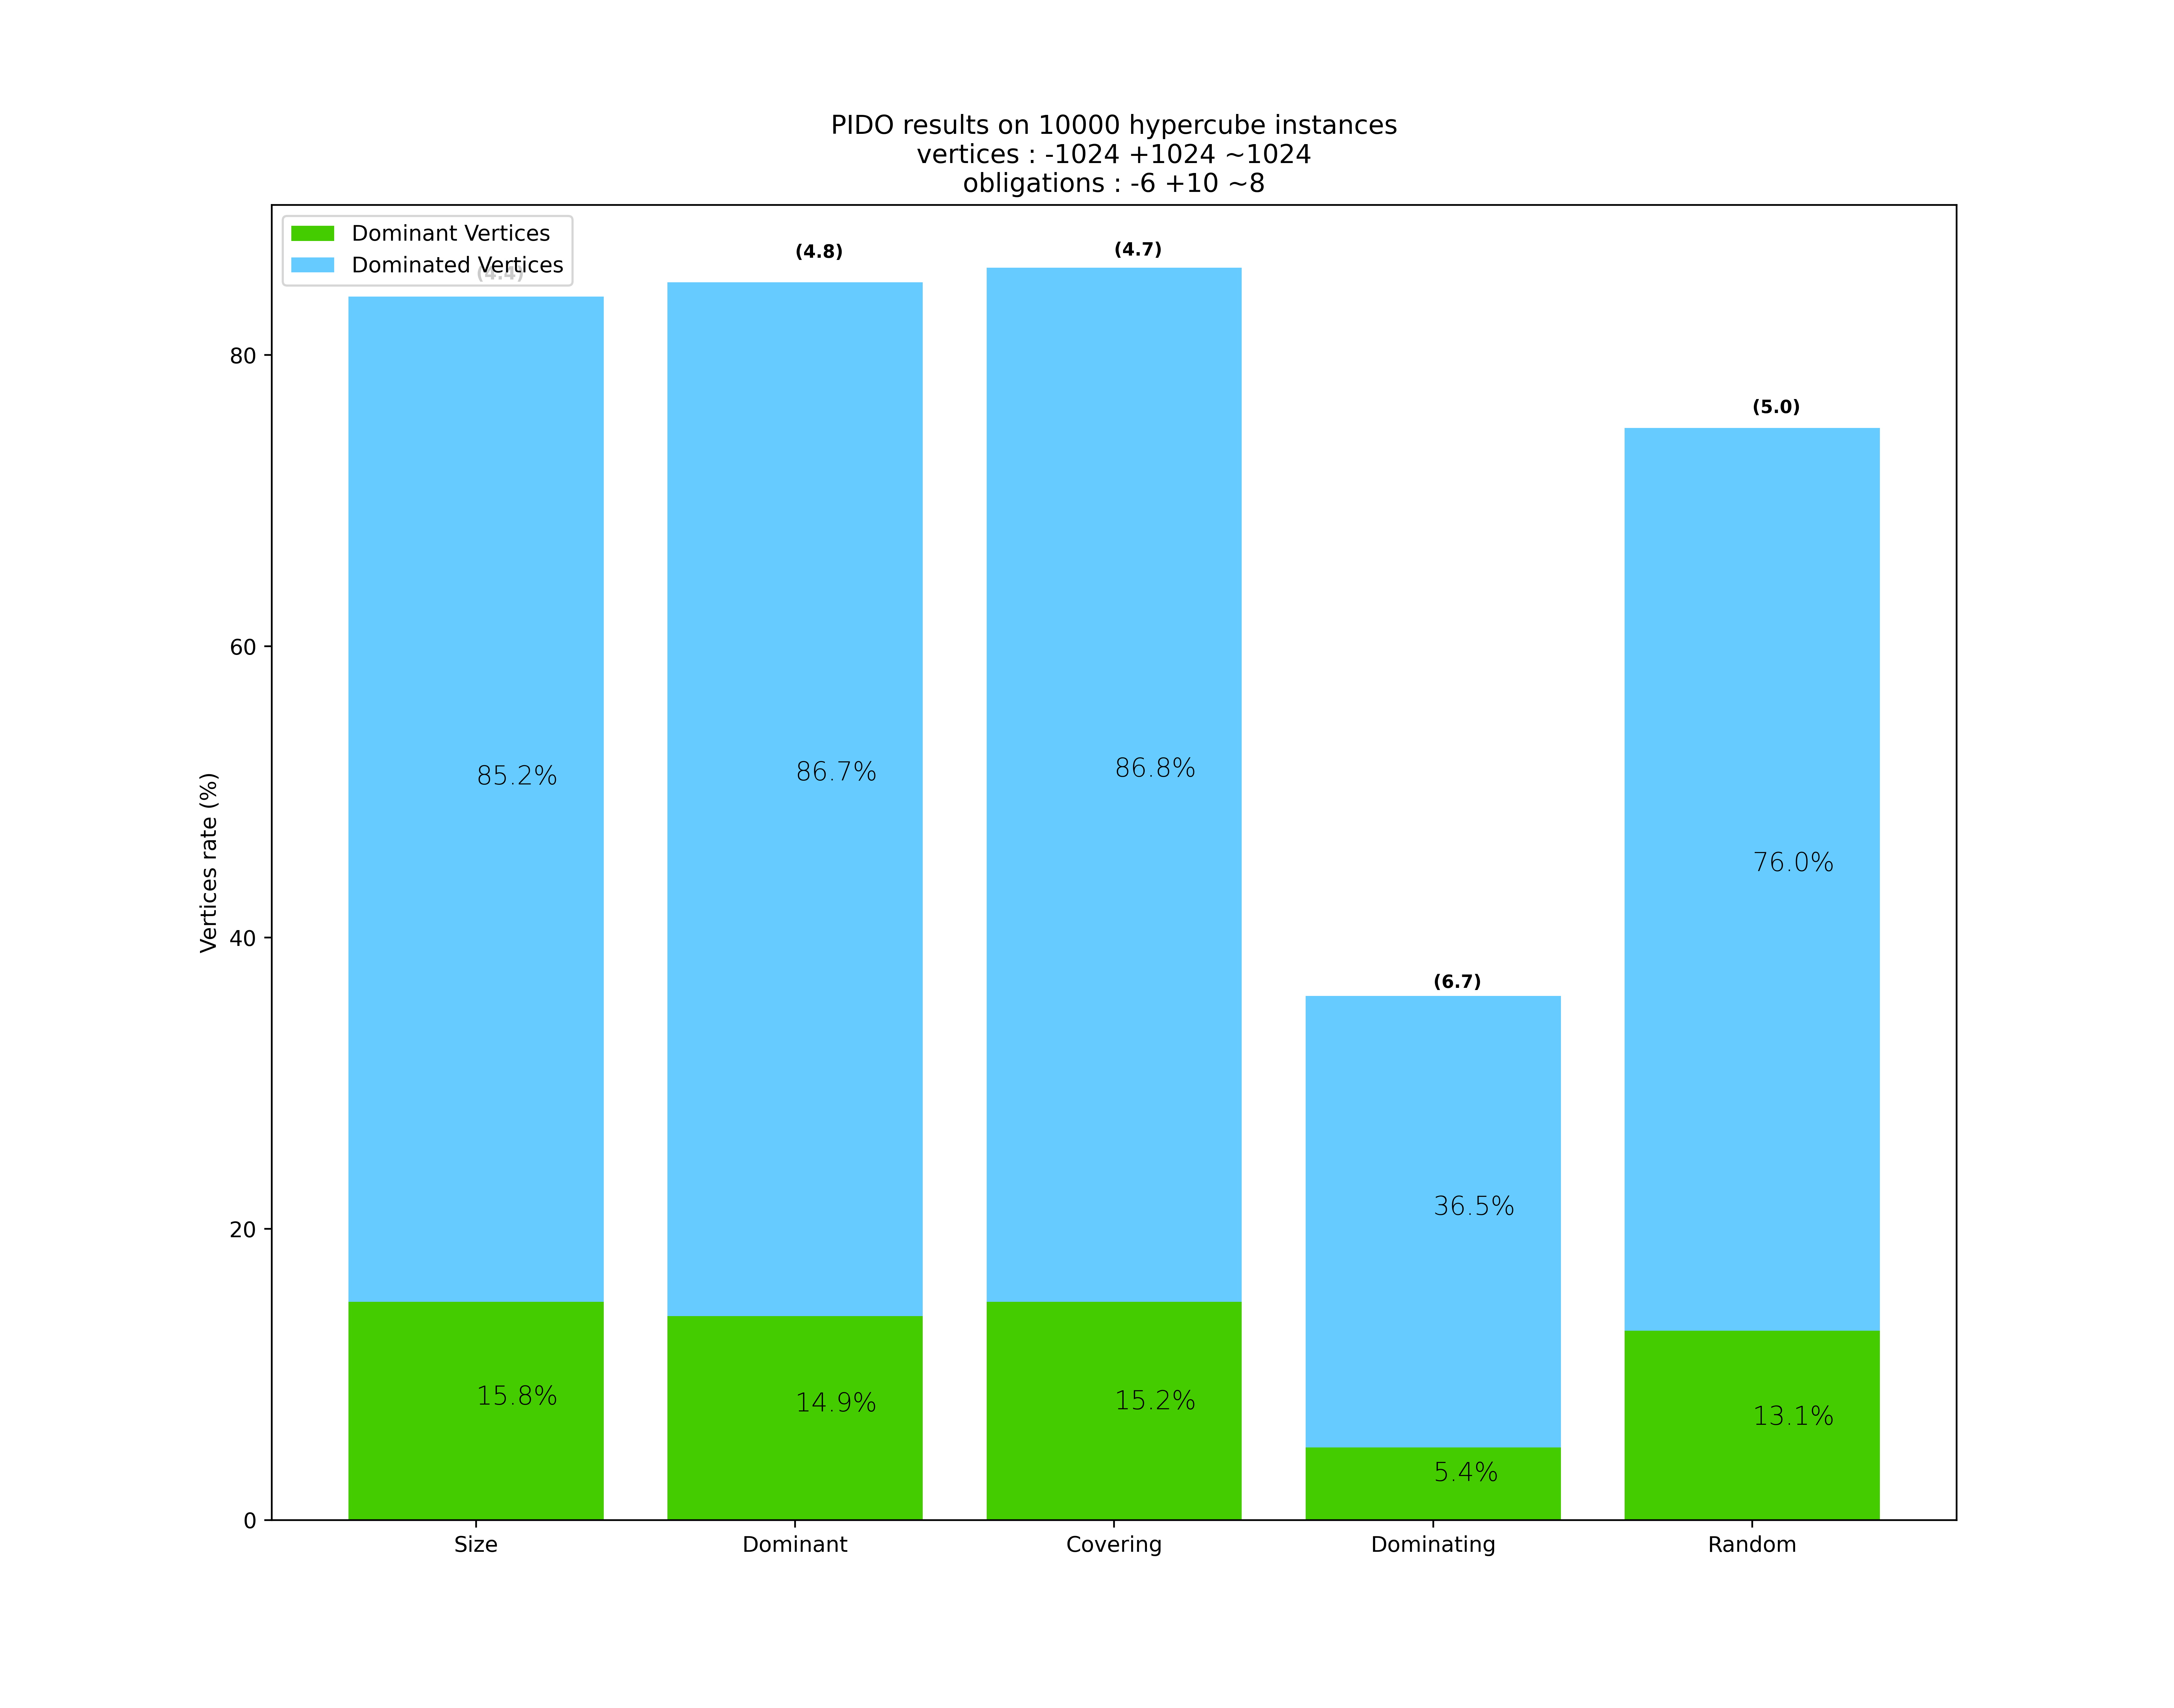 PIDO results on 10000 hypercube instances
vertices : -1024 +1024 ~1024
obligations : -6 +10 ~8
Dominant Vertices
Dominated Vertices
(4.4)
(4.8)
(4.7)
(6.7)
(5.0)
85.2%
86.7%
86.8%
36.5%
76.0%
15.8%
14.9%
15.2%
5.4%
13.1%
Vertices rate (%)
80
60
40
20
0
Size
Dominant
Covering
Dominating
Random